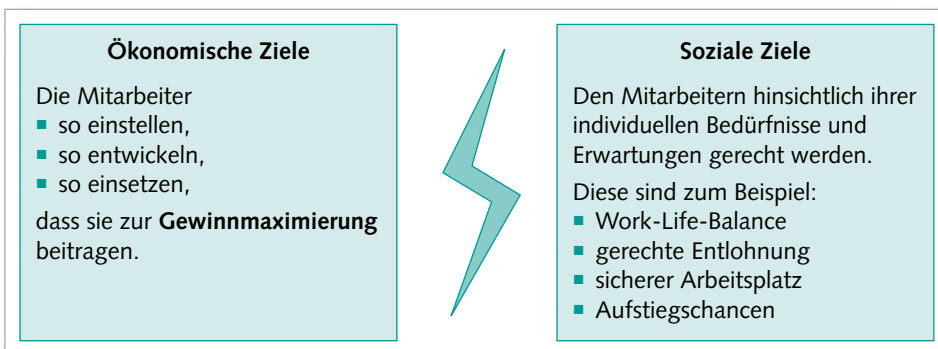 Ökonomische Ziele
Die Mitarbeiter
▪ so einstellen,
▪ so entwickeln,
▪ so einsetzen,
dass sie zur Gewinnmaximierung
beitragen.
Soziale Ziele
Den Mitarbeitern hinsichtlich ihrer
individuellen Bedürfnisse und
Erwartungen gerecht werden.
Diese sind zum Beispiel:
▪ Work-Life-Balance
▪ gerechte Entlohnung
▪ sicherer Arbeitsplatz
▪ Aufstiegschancen